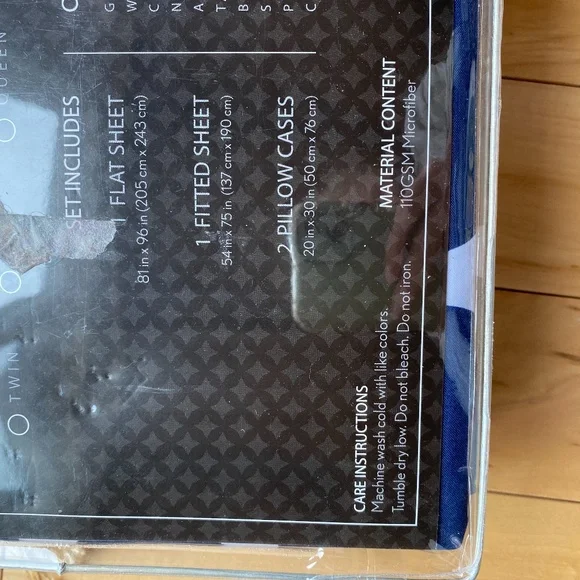 TWIN
QUEEN
SET INCLUDES
1 FLAT SHEET
81 in x 96 in (205 cm x 243 cm)
1 FITTED SHEET
54 in x 75 in (137 cm x 190 cm)
2 PILLOW CASES
20 in x 30 in (50 cm x 76 cm)
MATERIAL CONTENT
110GSM Microfiber
CARE INSTRUCTIONS
Machine wash cold with like colors.
Tumble dry low. Do not bleach. Do not iron.